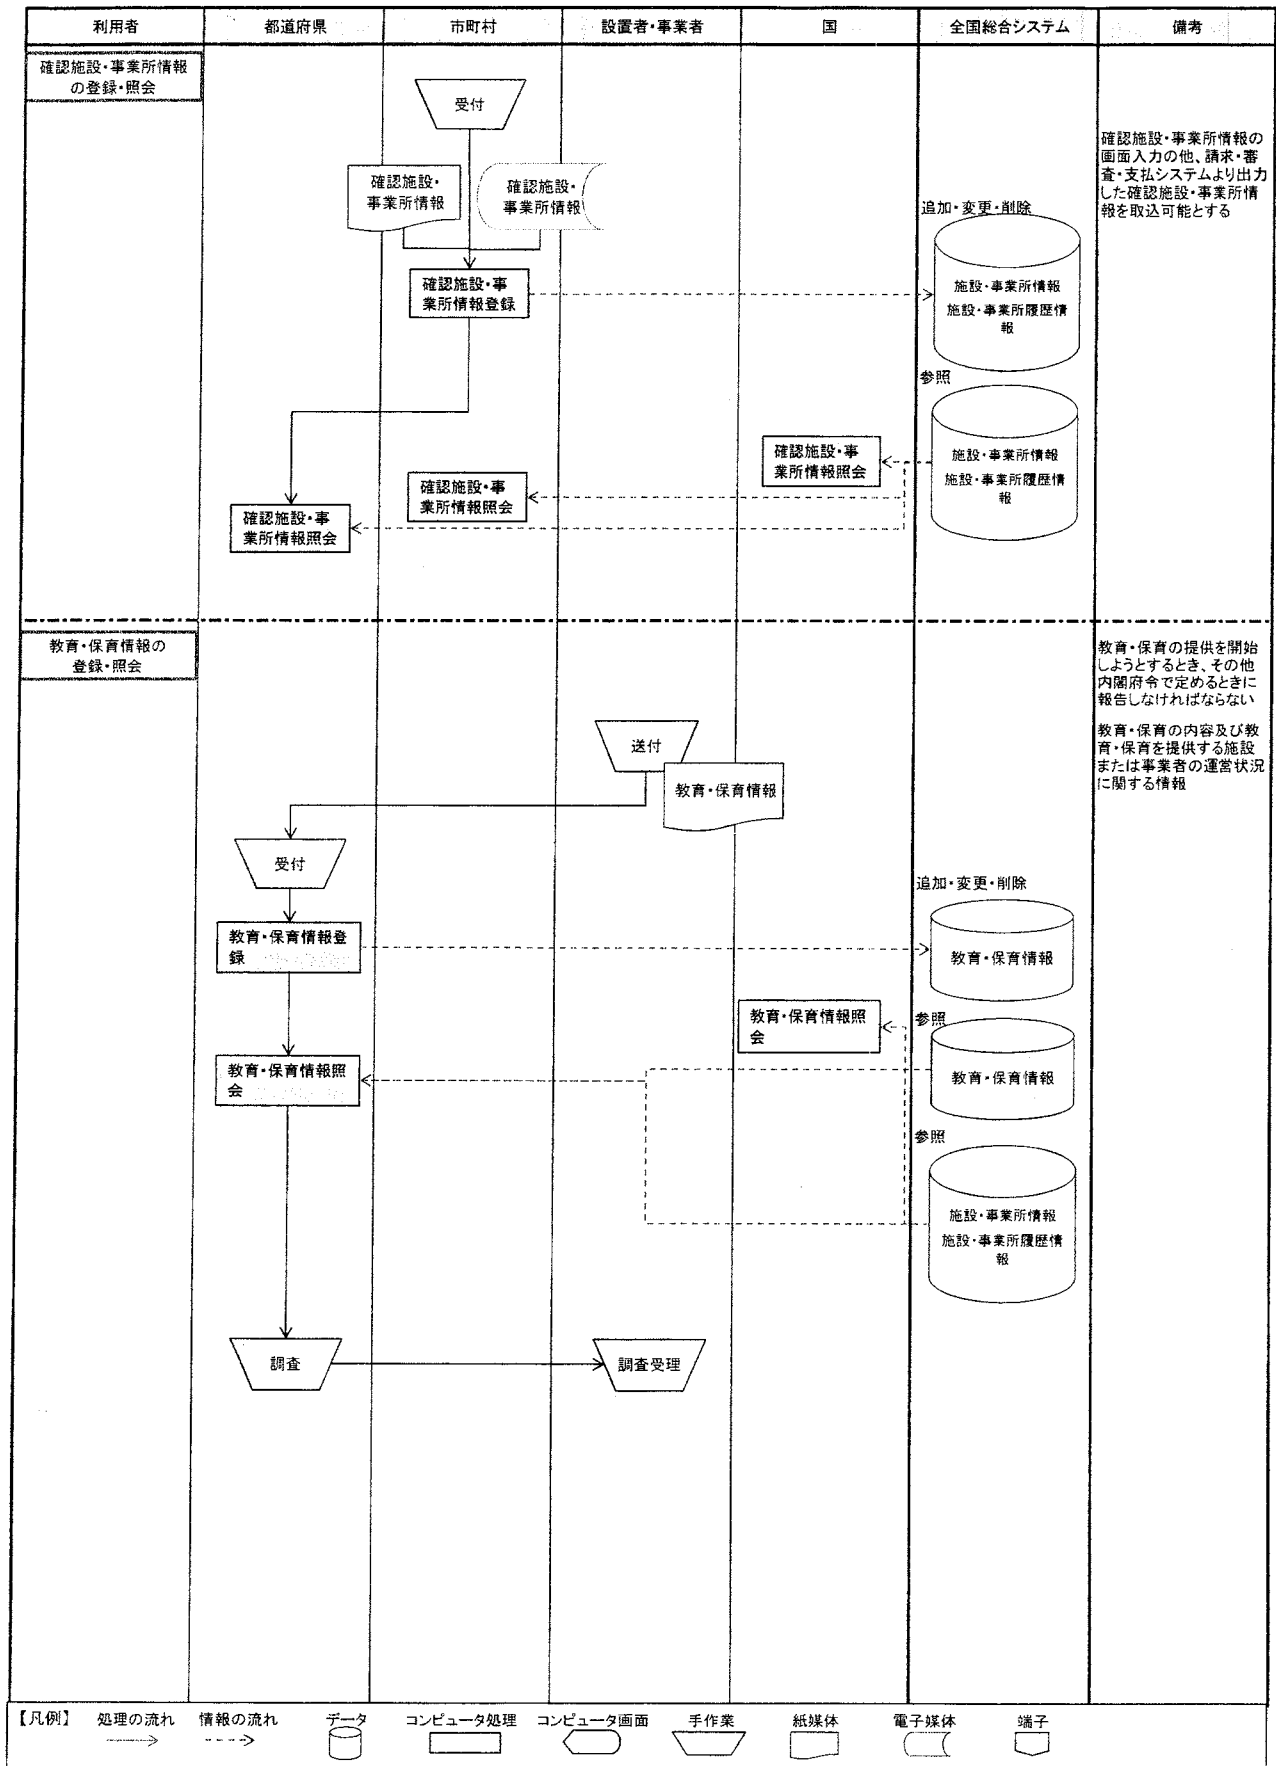 利用者
都道府県
市町村
設置者・事業者
国
全国総合システム
備考
確認施設・事業所情報
の登録・照会
受付
確認施設・
事業所情報
確認施設・
事業所情報
確認施設・事業所情報の
画面入力の他、請求・審
査・支払システムより出力
した確認施設・事業所情
報を取込可能とする
追加・変更・削除
確認施設・事
業所情報登録
施設・事業所情報
施設・事業所履歴情
報
参照
確認施設・事
業所情報照会
施設・事業所情報
施設・事業所履歴情
報
確認施設・事
業所情報照会
確認施設・事
業所情報照会
教育・保育情報の
登録・照会
教育・保育の提供を開始
しようとするとき、その他
内閣府令で定めるときに
報告しなければならない
教育・保育の内容及び教
育・保育を提供する施設
または事業者の運営状況
に関する情報
送付
教育・保育情報
受付
追加・変更・削除
教育・保育情報登
録
教育・保育情報
教育・保育情報照
会
参照
教育・保育情報照
会
教育・保育情報
参照
施設・事業所情報
施設・事業所履歴情
報
調査
調査受理
【凡例】
処理の流れ
情報の流れ
データ
コンピュータ処理
コンピュータ画面
手作業
紙媒体
電子媒体
端子